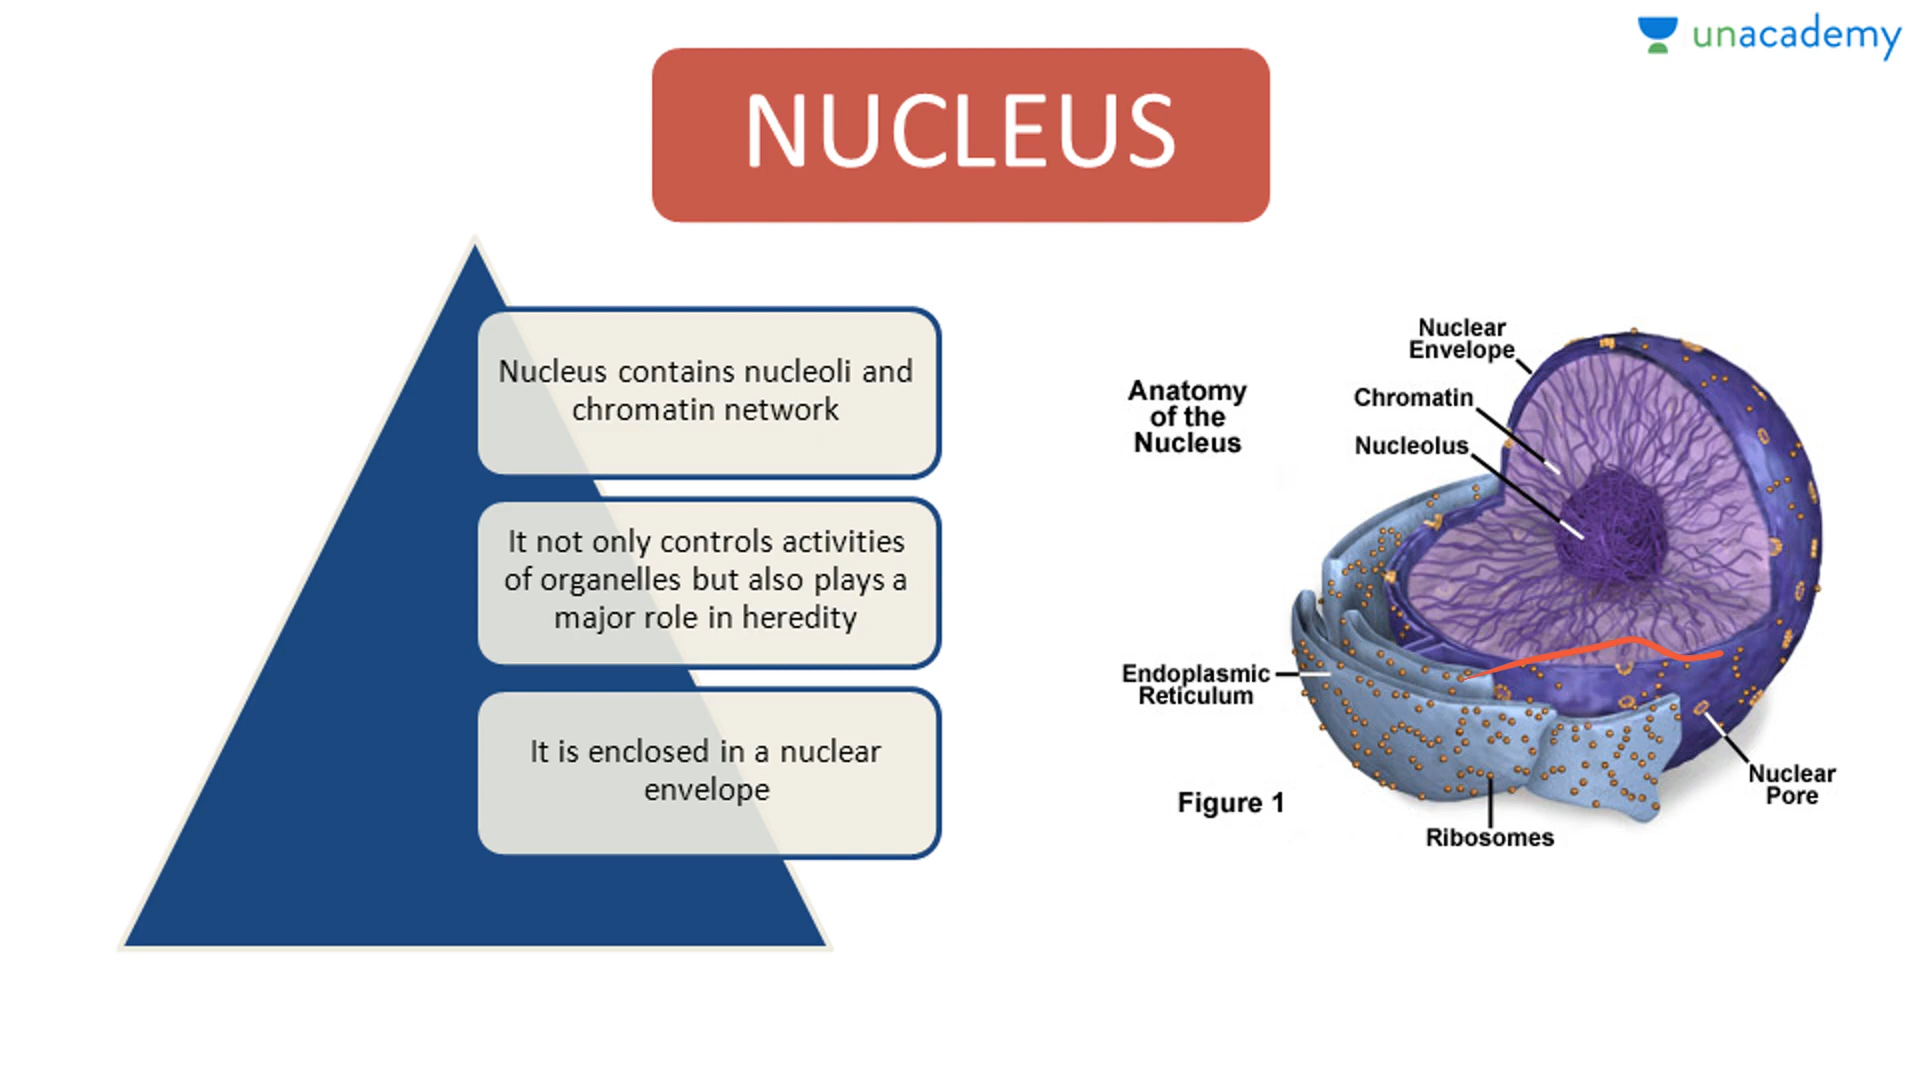 unacademy
NUCLEUS
Nucleus contains nucleoli and
chromatin network
It not only controls activities
of organelles but also plays a
major role in heredity
It is enclosed in a nuclear
envelope
Anatomy
of the
Nucleus
Nuclear
Envelope
Chromatin
Nucleolus
Endoplasmic
Reticulum
Figure 1
Ribosomes
Nuclear
Pore